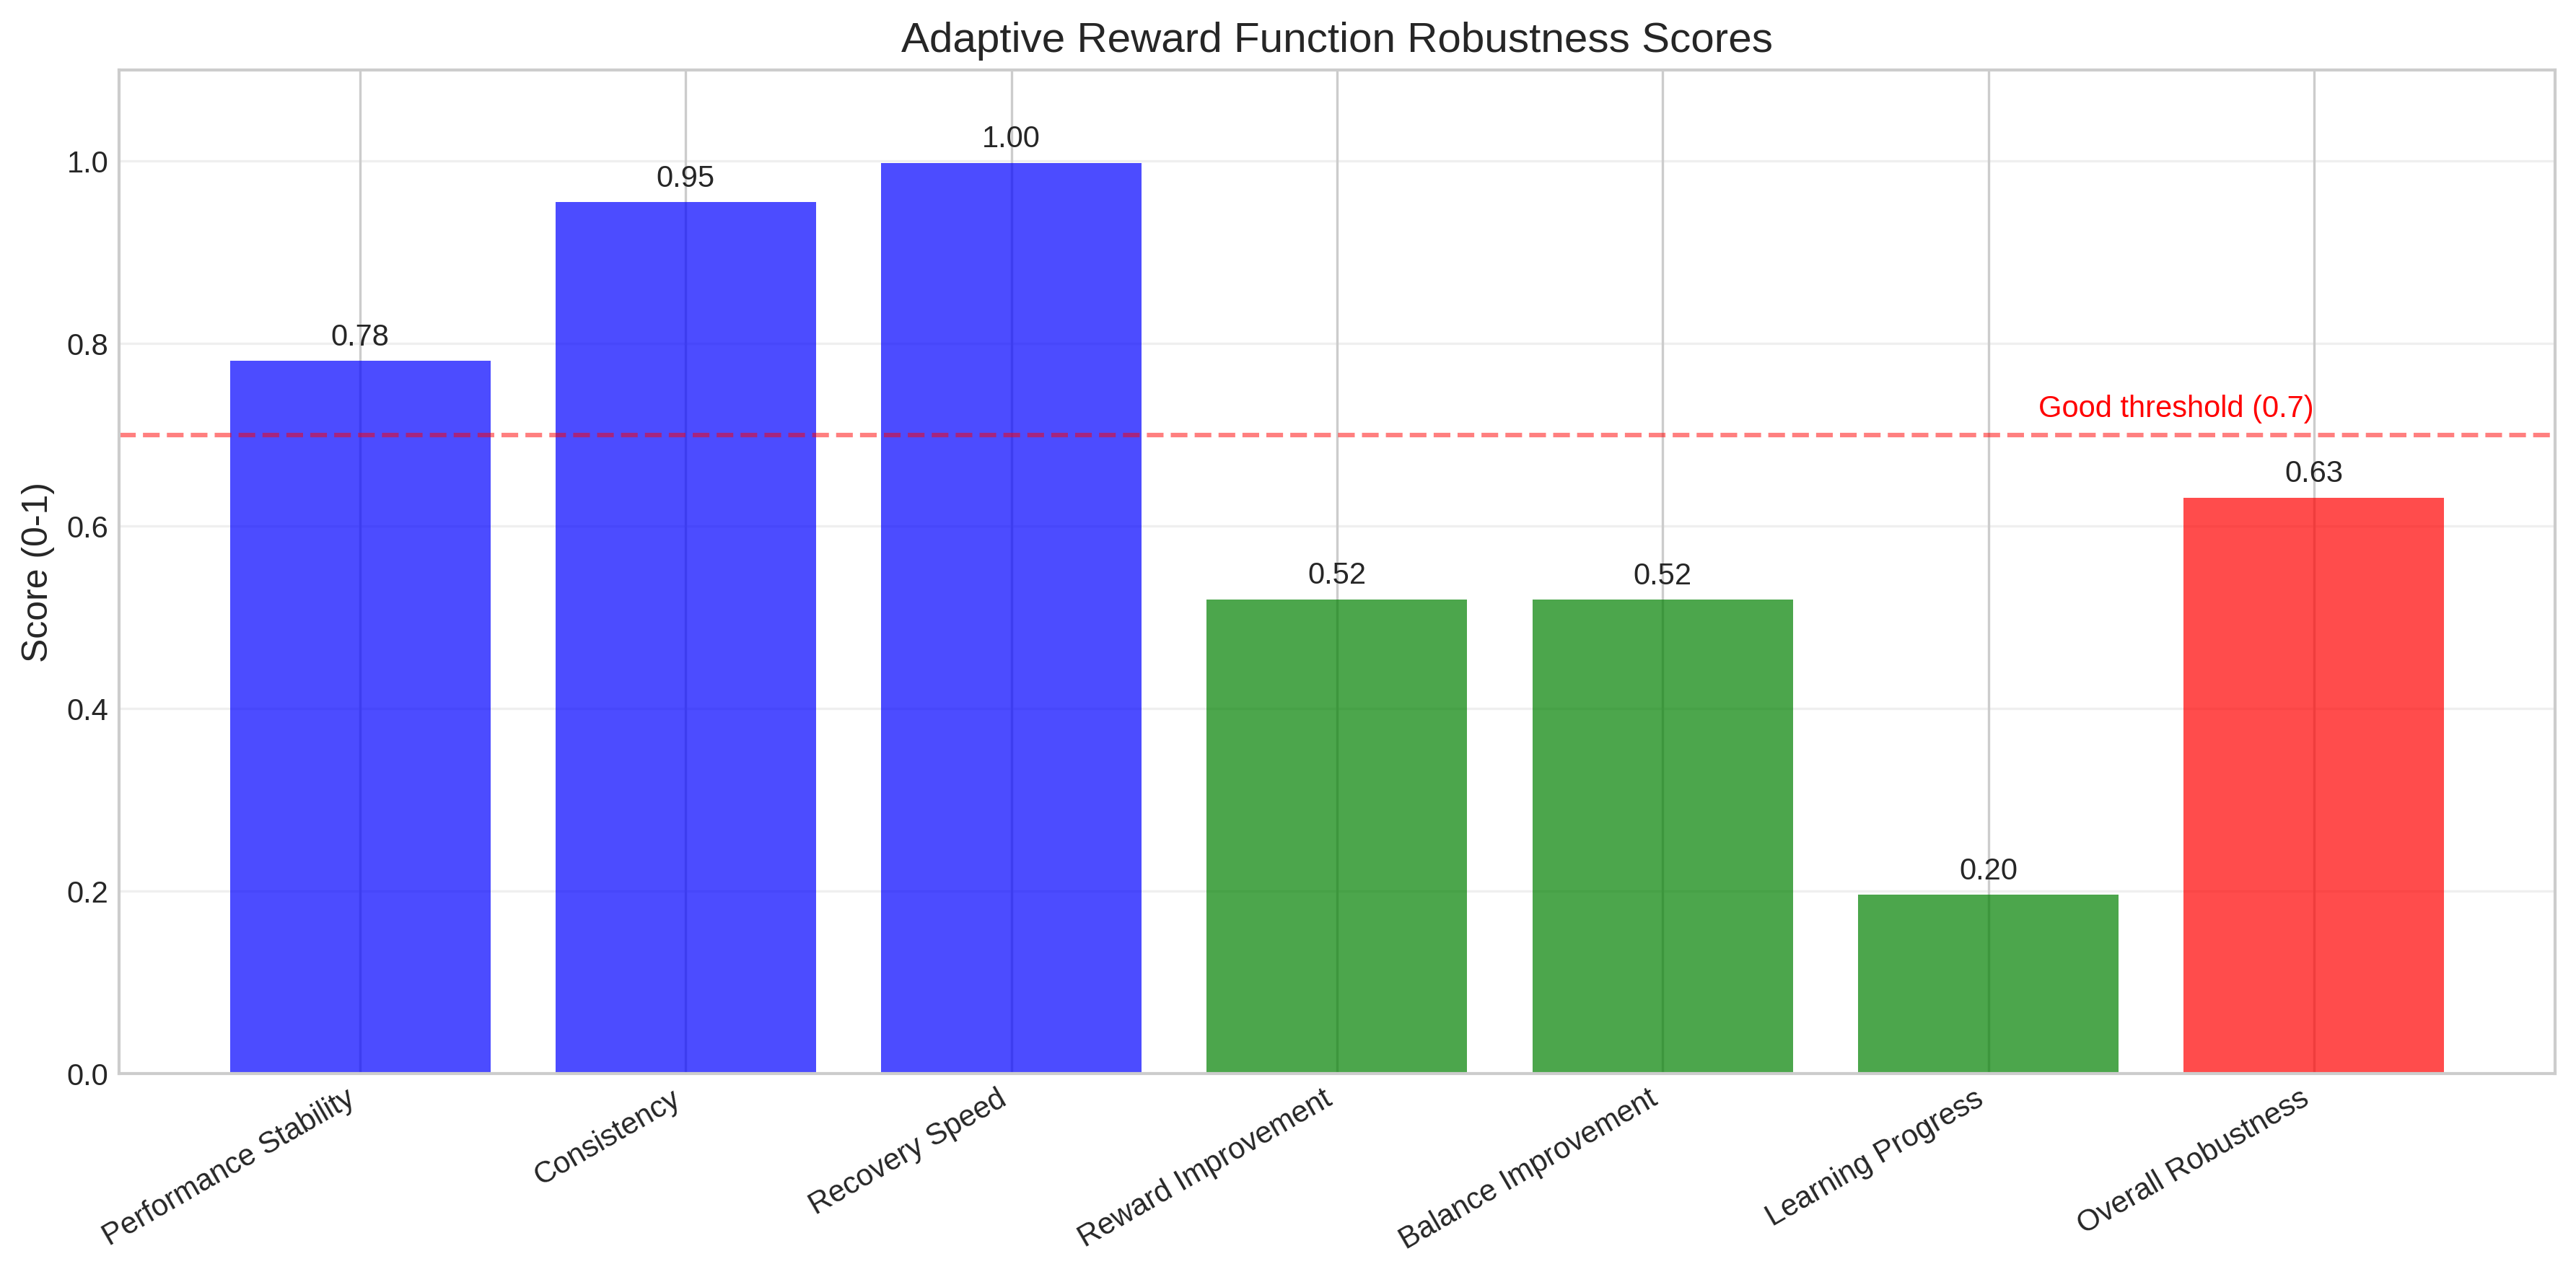 Adaptive Reward Function Robustness Scores
Score (0-1)
1.0
0.8
0.6
0.4
0.2
0.0
0.78
0.95
1.00
0.52
0.52
0.20
0.63
Good threshold (0.7)
Performance Stability
Consistency
Recovery Speed
Reward Improvement
Balance Improvement
Learning Progress
Overall Robustness